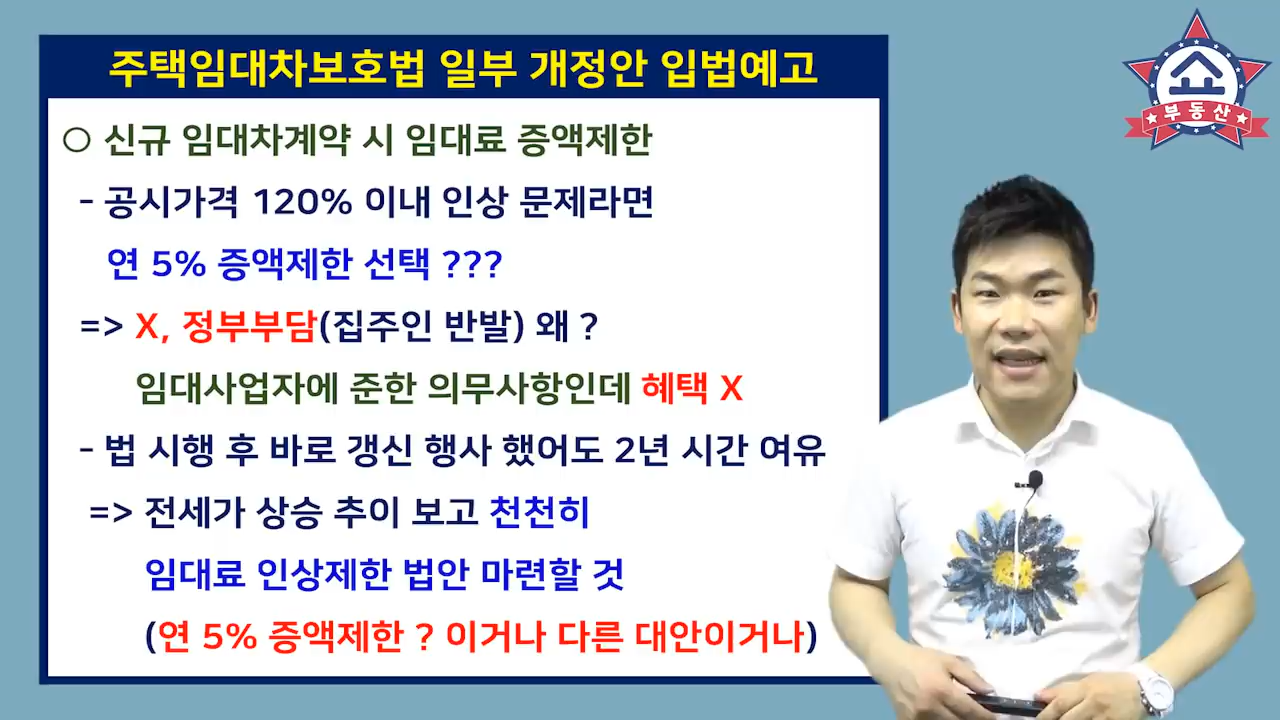 주택임대차보호법 일부 개정안 입법예고
○ 신규 임대차계약 시 임대료 증액제한
- 공시가격 120% 이내 인상 문제라면
연 5% 증액제한 선택 ???
=> X, 정부부담(집주인 반발) 왜 ?
임대사업자에 준한 의무사항인데 혜택 X
- 법 시행 후 바로 갱신 행사 했어도 2년 시간 여유
=> 전세가 상승 추이 보고 천천히
임대료 인상제한 법안 마련할 것
(연 5% 증액제한 ? 이거나 다른 대안이거나)
부동산